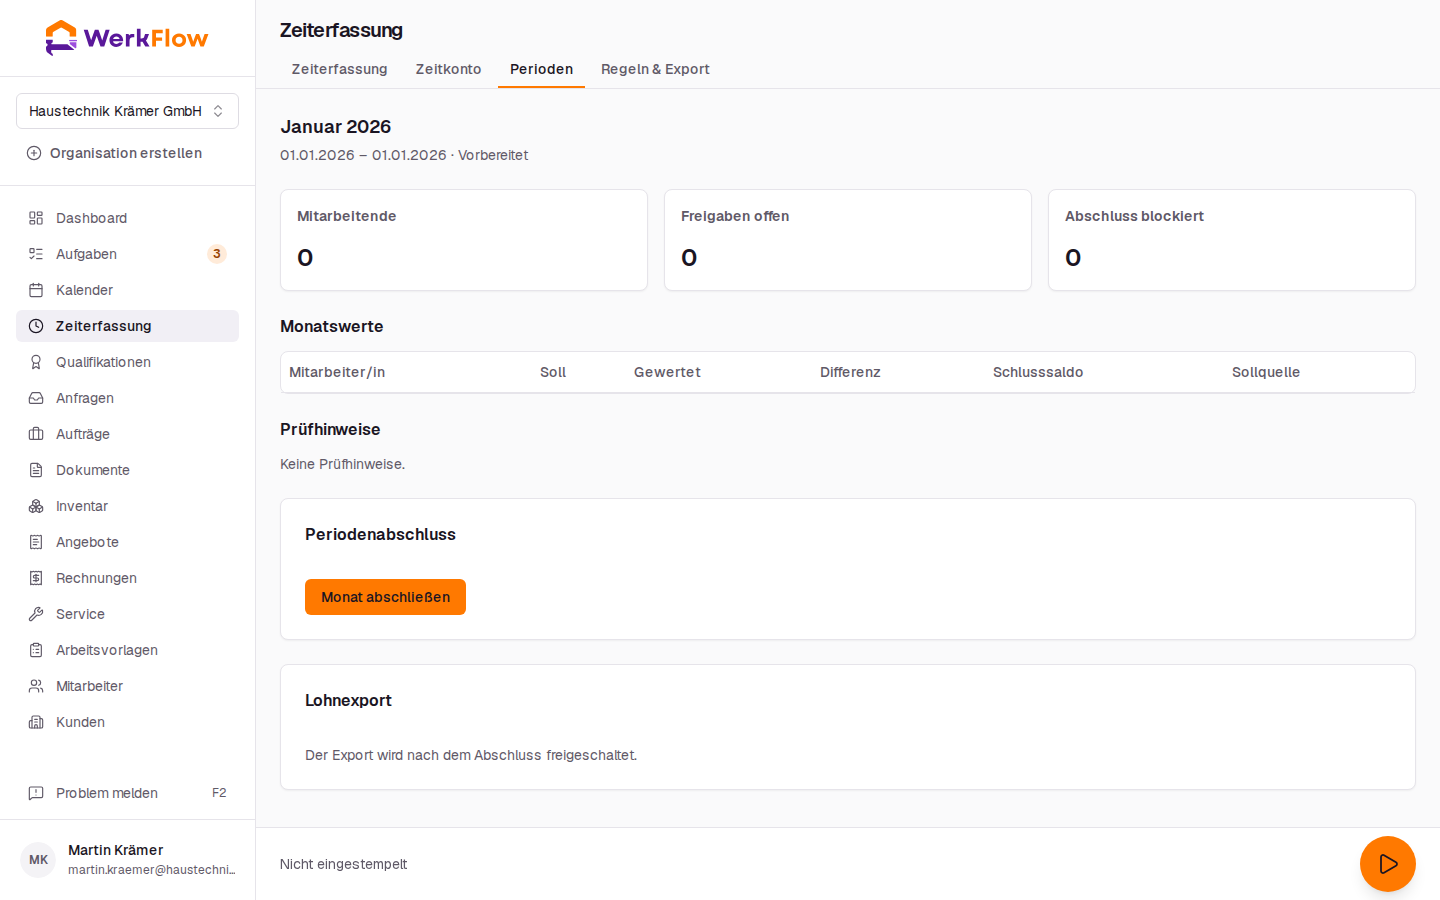 WerkFlow
Haustechnik Krämer GmbH
Organisation erstellen
Dashboard
Aufgaben 3
Kalender
Zeiterfassung
Qualifikationen
Anfragen
Aufträge
Dokumente
Inventar
Angebote
Rechnungen
Service
Arbeitsvorlagen
Mitarbeiter
Kunden
Problem melden F2
MK
Martin Krämer
martin.kraemer@haustechni…
Zeiterfassung
Zeiterfassung Zeitkonto Perioden Regeln & Export
Januar 2026
01.01.2026 – 01.01.2026 · Vorbereitet
Mitarbeitende Freigaben offen Abschluss blockiert
0 0 0
Monatswerte
Mitarbeiter/in Soll Gewertet Differenz Schlusssaldo Sollquelle
Prüfhinweise
Keine Prüfhinweise.
Periodenabschluss
Monat abschließen
Lohnexport
Der Export wird nach dem Abschluss freigeschaltet.
Nicht eingestempelt